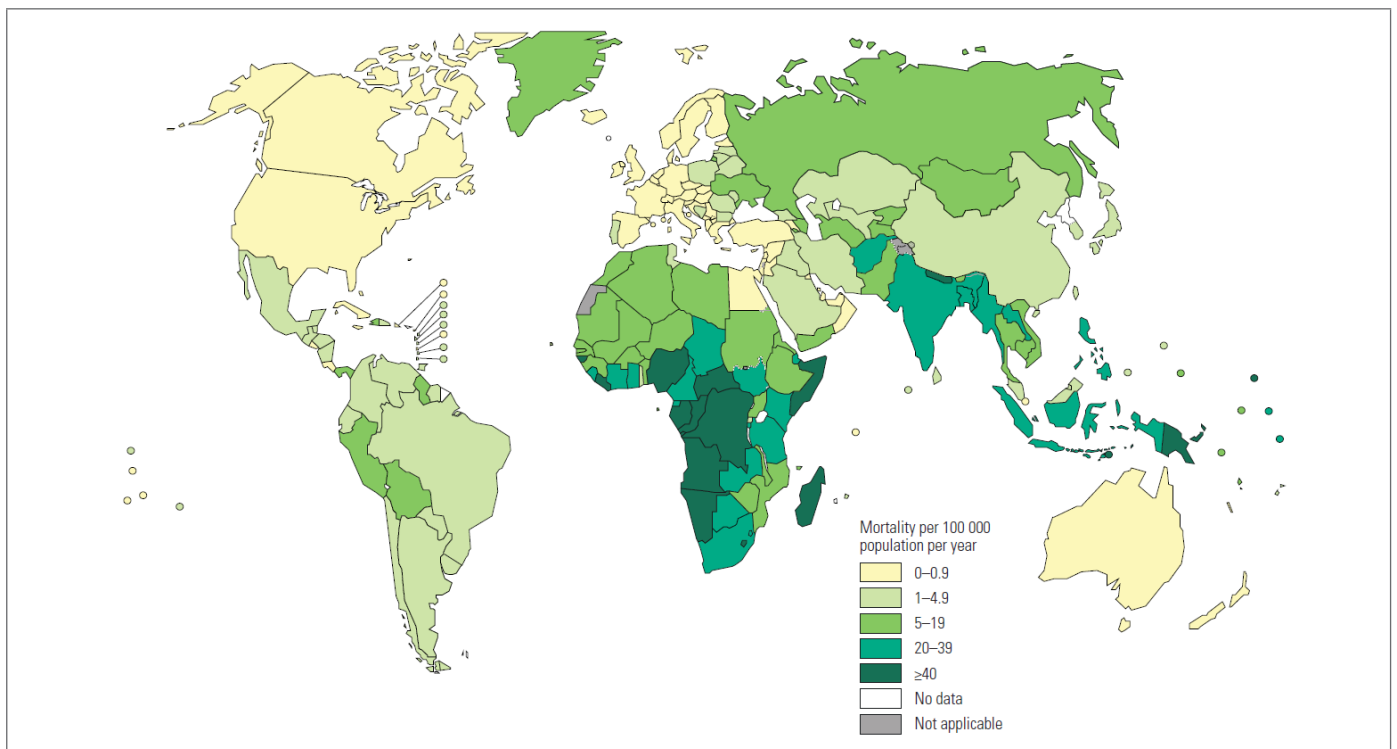 Mortality per 100 000
population per year
0–0.9
1–4.9
5–19
20–39
≥40
No data
Not applicable